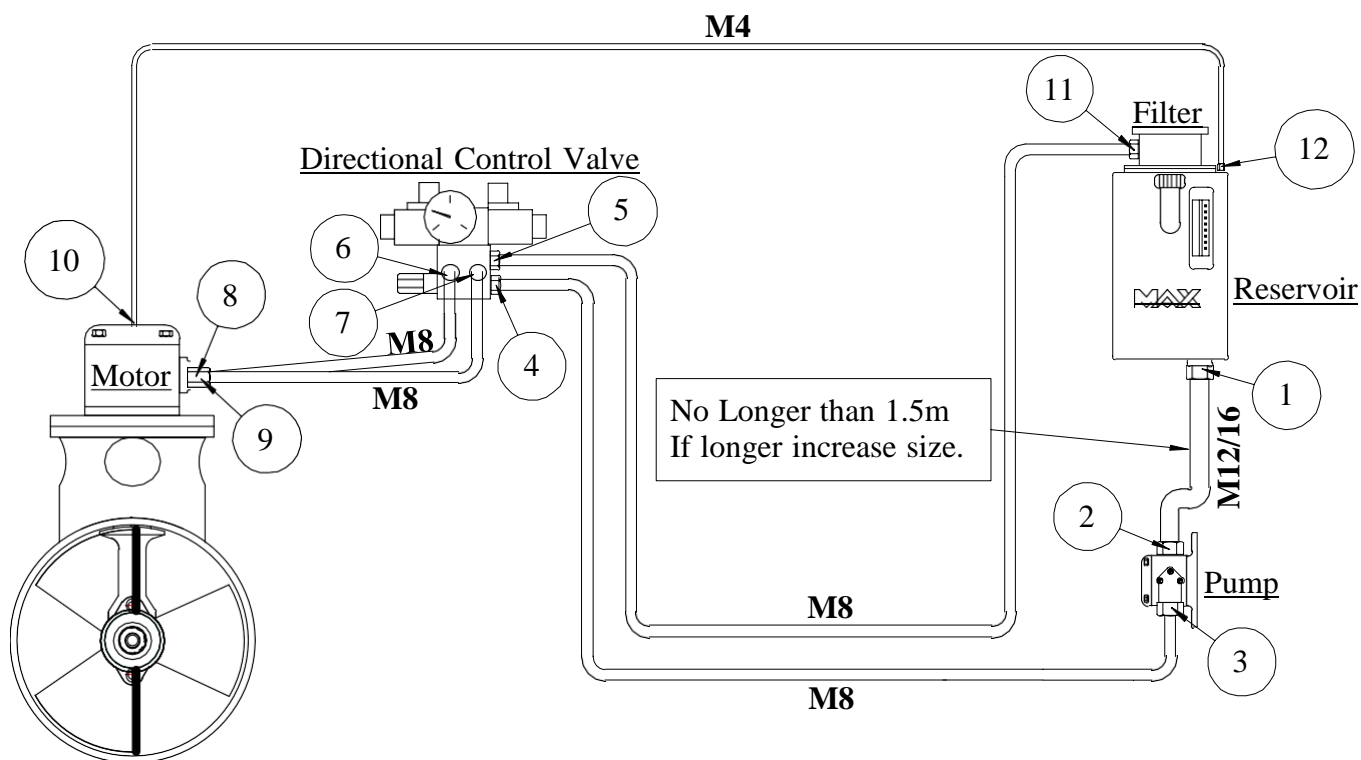 M4
11
Filter
12
Directional Control Valve
5
6
10
7
8
MAX
Reservoir
M8
4
Motor
M8
1
9
No Longer than 1.5m
If longer increase size.
M12/16
2
Pump
M8
3
M8